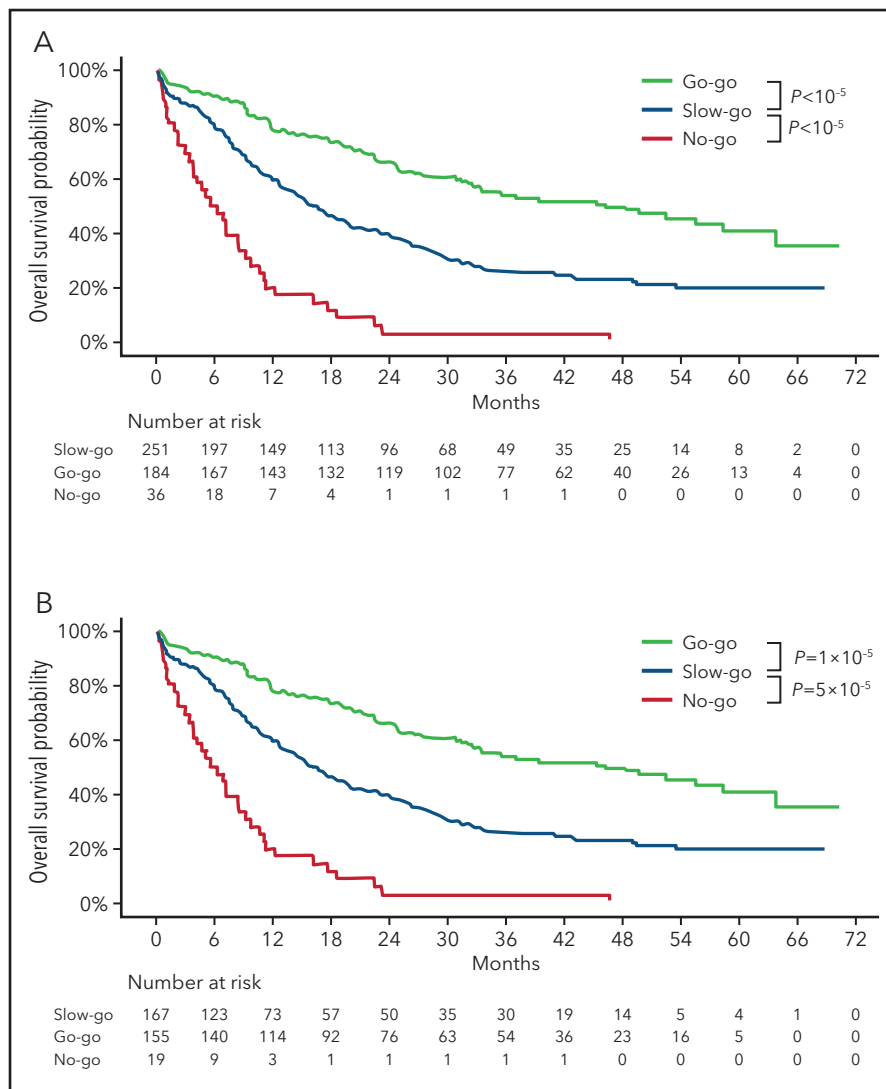 A
100%
80%
60%
40%
20%
0%
Overall survival probability
Go-go
Slow-go
No-go
P<10⁻⁵
P<10⁻⁵
0 6 12 18 24 30 36 42 48 54 60 66 72
Months
Number at risk
Slow-go 251 197 149 113 96 68 49 35 25 14 8 2 0
Go-go 184 167 143 132 119 102 77 62 40 26 13 4 0
No-go 36 18 7 4 1 1 1 1 0 0 0 0 0
B
100%
80%
60%
40%
20%
0%
Overall survival probability
Go-go
Slow-go
No-go
P=1×10⁻⁵
P=5×10⁻⁵
0 6 12 18 24 30 36 42 48 54 60 66 72
Months
Number at risk
Slow-go 167 123 73 57 50 35 30 19 14 5 4 1 0
Go-go 155 140 114 92 76 63 54 36 23 16 5 0 0
No-go 19 9 3 1 1 1 1 1 0 0 0 0 0